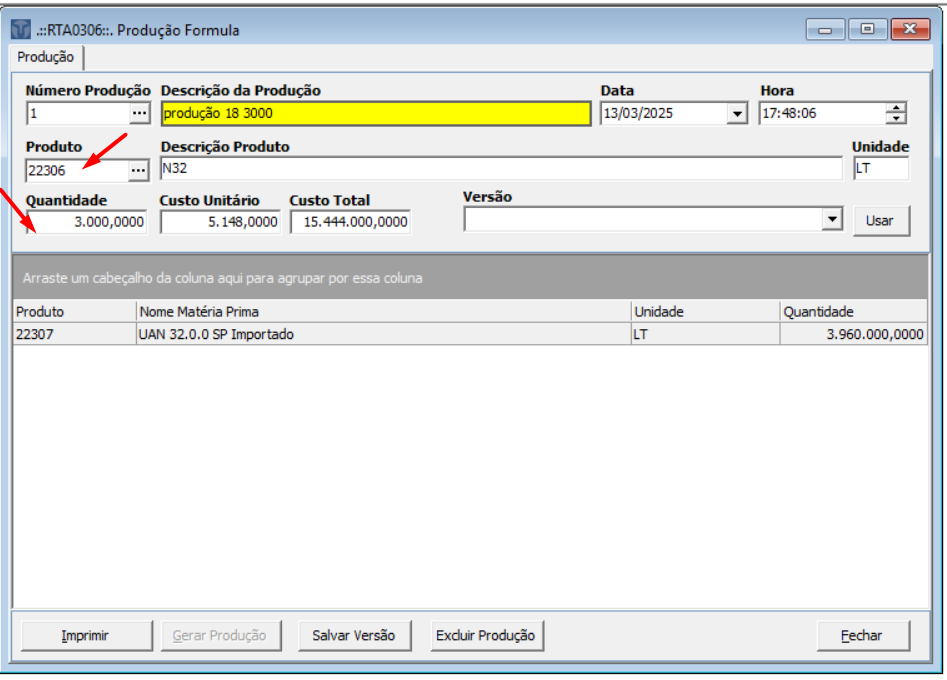 .::RTA0306::. Produção Formula
Produção
Número Produção Descrição da Produção Data Hora
1 ... produção 18 3000 13/03/2025 17:48:06
Produto Descrição Produto Unidade
22306 ... N32 LT
Quantidade Custo Unitário Custo Total Versão
3.000,0000 5.148,0000 15.444.000,0000 Usar
Arraste um cabeçalho da coluna aqui para agrupar por essa coluna
Produto Nome Matéria Prima Unidade Quantidade
22307 UAN 32.0.0 SP Importado LT 3.960.000,0000
Imprimir Gerar Produção Salvar Versão Excluir Produção Fechar